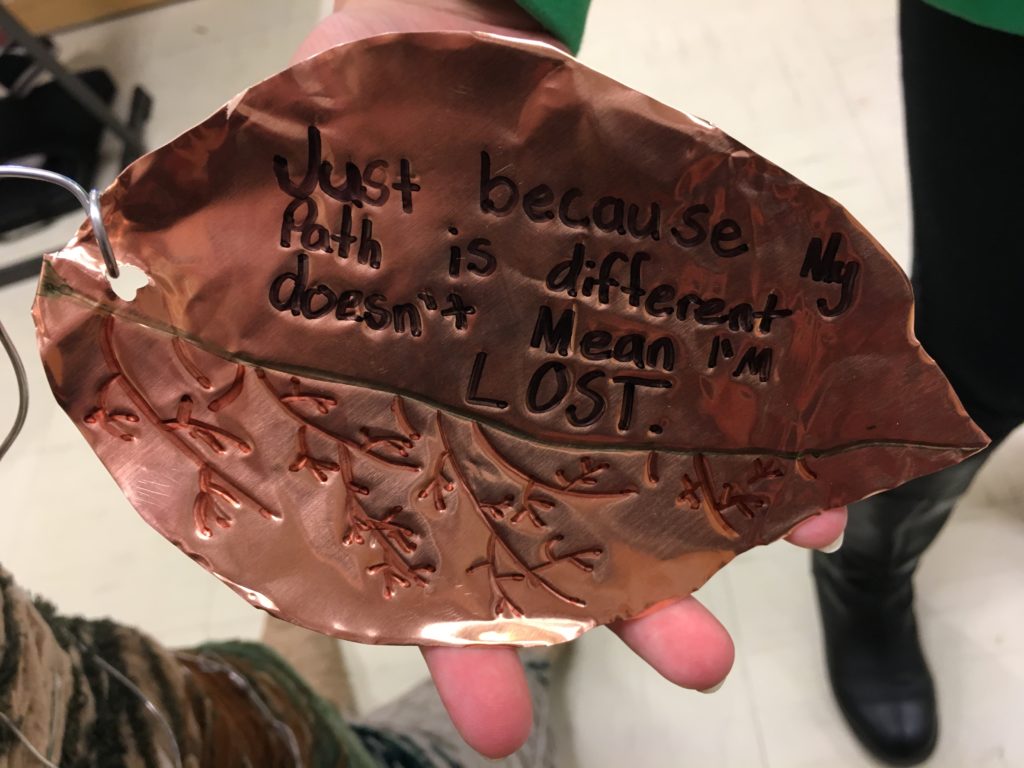 Just because My
Path is different
doesn't Mean I'M
LOST.